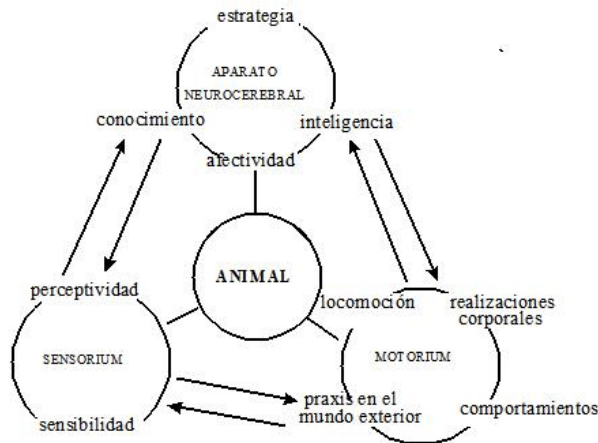 estrategia
APARATO
NEUROCEREBRAL
conocimiento
inteligencia
afectividad
ANIMAL
perceptividad
locomoción
realizaciones
corporales
SENSORIUM
MOTORIUM
praxis en el
mundo exterior
comportamientos
sensibilidad